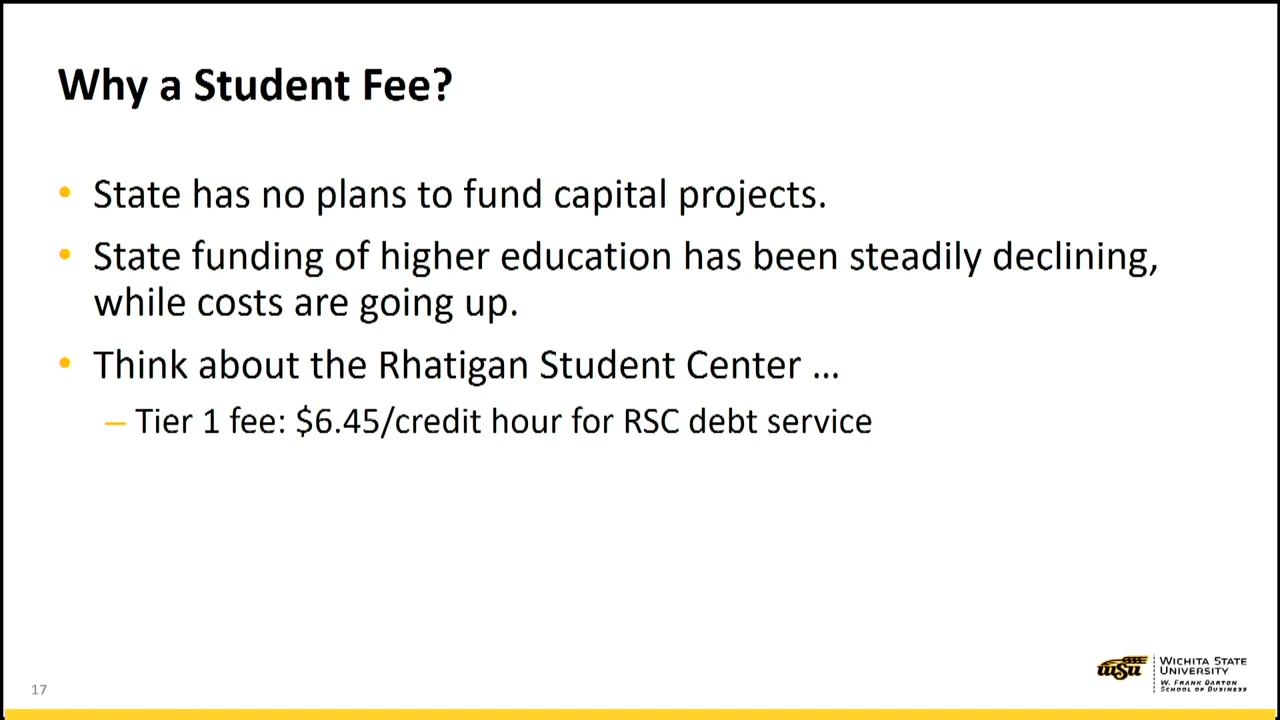 Why a Student Fee?
• State has no plans to fund capital projects.
• State funding of higher education has been steadily declining,
while costs are going up.
• Think about the Rhatigan Student Center ...
– Tier 1 fee: $6.45/credit hour for RSC debt service
17
WSU
WICHITA STATE
UNIVERSITY
W. FRANK BARTON
SCHOOL OF BUSINESS